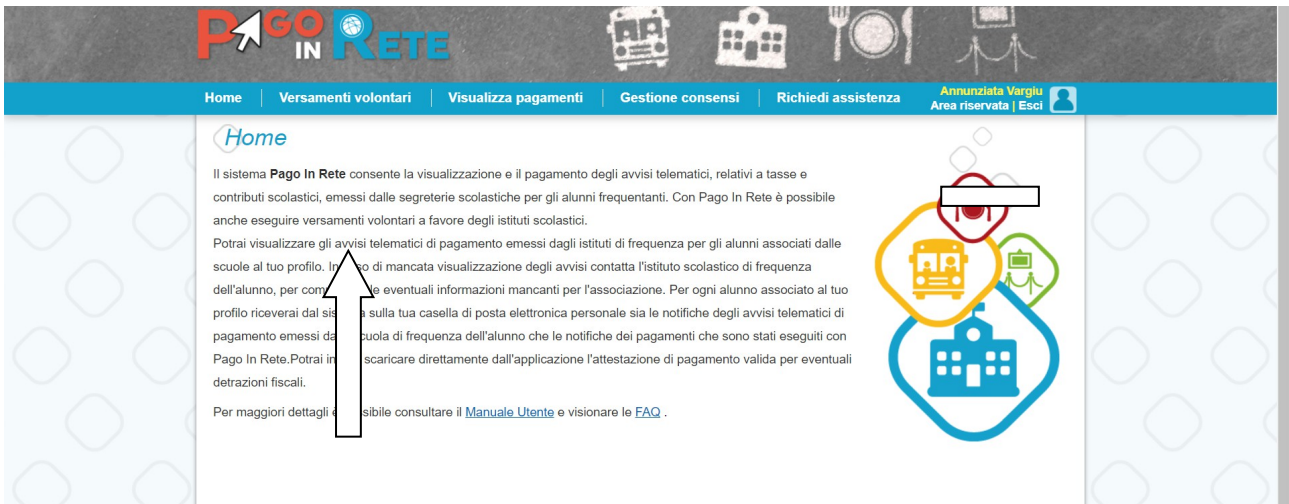 PAGO IN RETE
Home Versamenti volontari Visualizza pagamenti Gestione consensi Richiedi assistenza Annunziata Vargiu
Area riservata | Esci
Home
Il sistema Pago In Rete consente la visualizzazione e il pagamento degli avvisi telematici, relativi a tasse e
contributi scolastici, emessi dalle segreterie scolastiche per gli alunni frequentanti. Con Pago In Rete è possibile
anche eseguire versamenti volontari a favore degli istituti scolastici.
Potrai visualizzare gli avvisi telematici di pagamento emessi dagli istituti di frequenza per gli alunni associati dalle
scuole al tuo profilo. In so di mancata visualizzazione degli avvisi contatta l'istituto scolastico di frequenza
dell'alunno, per com le eventuali informazioni mancanti per l'associazione. Per ogni alunno associato al tuo
profilo riceverai dal sis sulla tua casella di posta elettronica personale sia le notifiche degli avvisi telematici di
pagamento emessi da cuola di frequenza dell'alunno che le notifiche dei pagamenti che sono stati eseguiti con
Pago In Rete.Potrai in scaricare direttamente dall'applicazione l'attestazione di pagamento valida per eventuali
detrazioni fiscali.
Per maggiori dettagli è sibile consultare il Manuale Utente e visionare le FAQ .